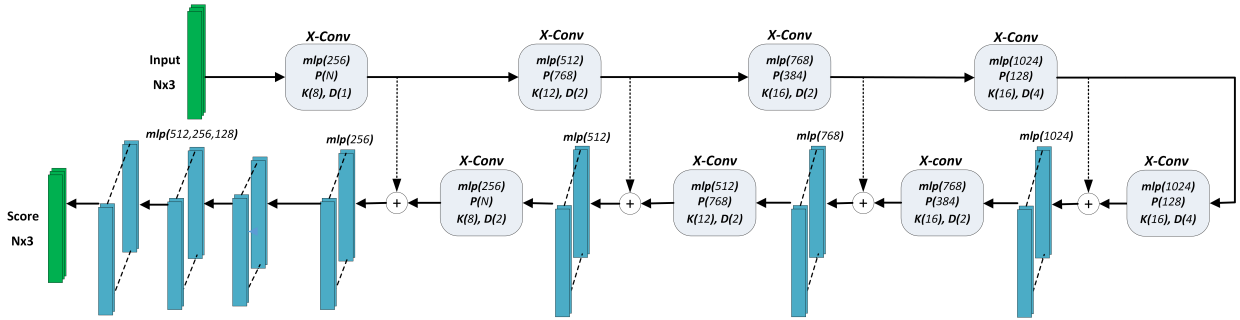 Input
Nx3
X-Conv
mlp(256)
P(N)
K(8), D(1)
X-Conv
mlp(512)
P(768)
K(12), D(2)
X-Conv
mlp(768)
P(384)
K(16), D(2)
X-Conv
mlp(1024)
P(128)
K(16), D(4)
Score
Nx3
mlp(512,256,128)
mlp(256)
+
X-Conv
mlp(256)
P(N)
K(8), D(2)
mlp(512)
+
X-Conv
mlp(512)
P(768)
K(12), D(2)
mlp(768)
+
X-Conv
mlp(768)
P(384)
K(16), D(2)
mlp(1024)
+
X-Conv
mlp(1024)
P(128)
K(16), D(4)